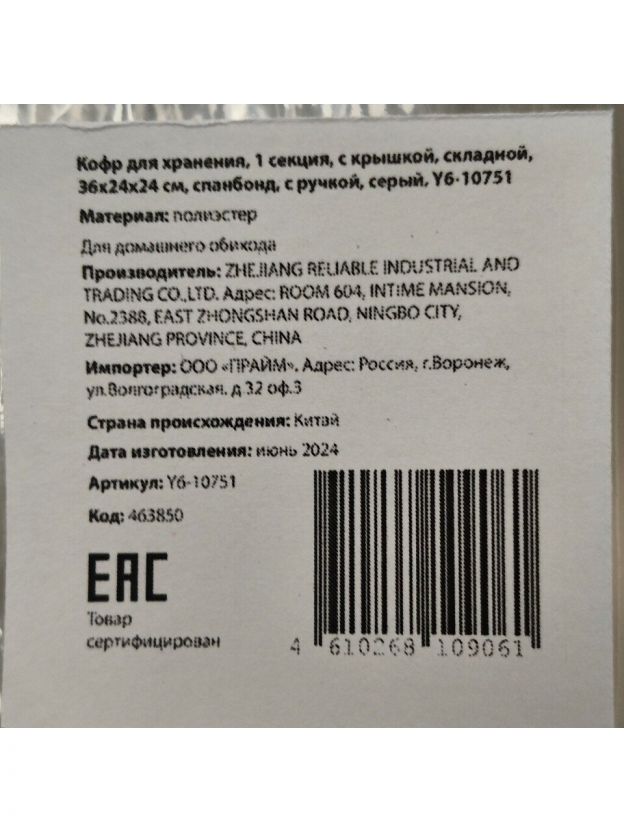 Кофр для хранения, 1 секция, с крышкой, складной,
36х24х24 см, спанбонд, с ручкой, серый, Y6-10751
Материал: полиэстер
Для домашнего обихода
Производитель: ZHEJIANG RELIABLE INDUSTRIAL AND
TRADING CO.,LTD. Адрес: ROOM 604, INTIME MANSION,
No.2388, EAST ZHONGSHAN ROAD, NINGBO CITY,
ZHEJIANG PROVINCE, CHINA
Импортер: ООО «ПРАЙМ». Адрес: Россия, г.Воронеж,
ул.Волгоградская, д 32 оф.3
Страна происхождения: Китай
Дата изготовления: июнь 2024
Артикул: Y6-10751
Код: 463850
EAC
Товар
сертифицирован
4 610268 109061